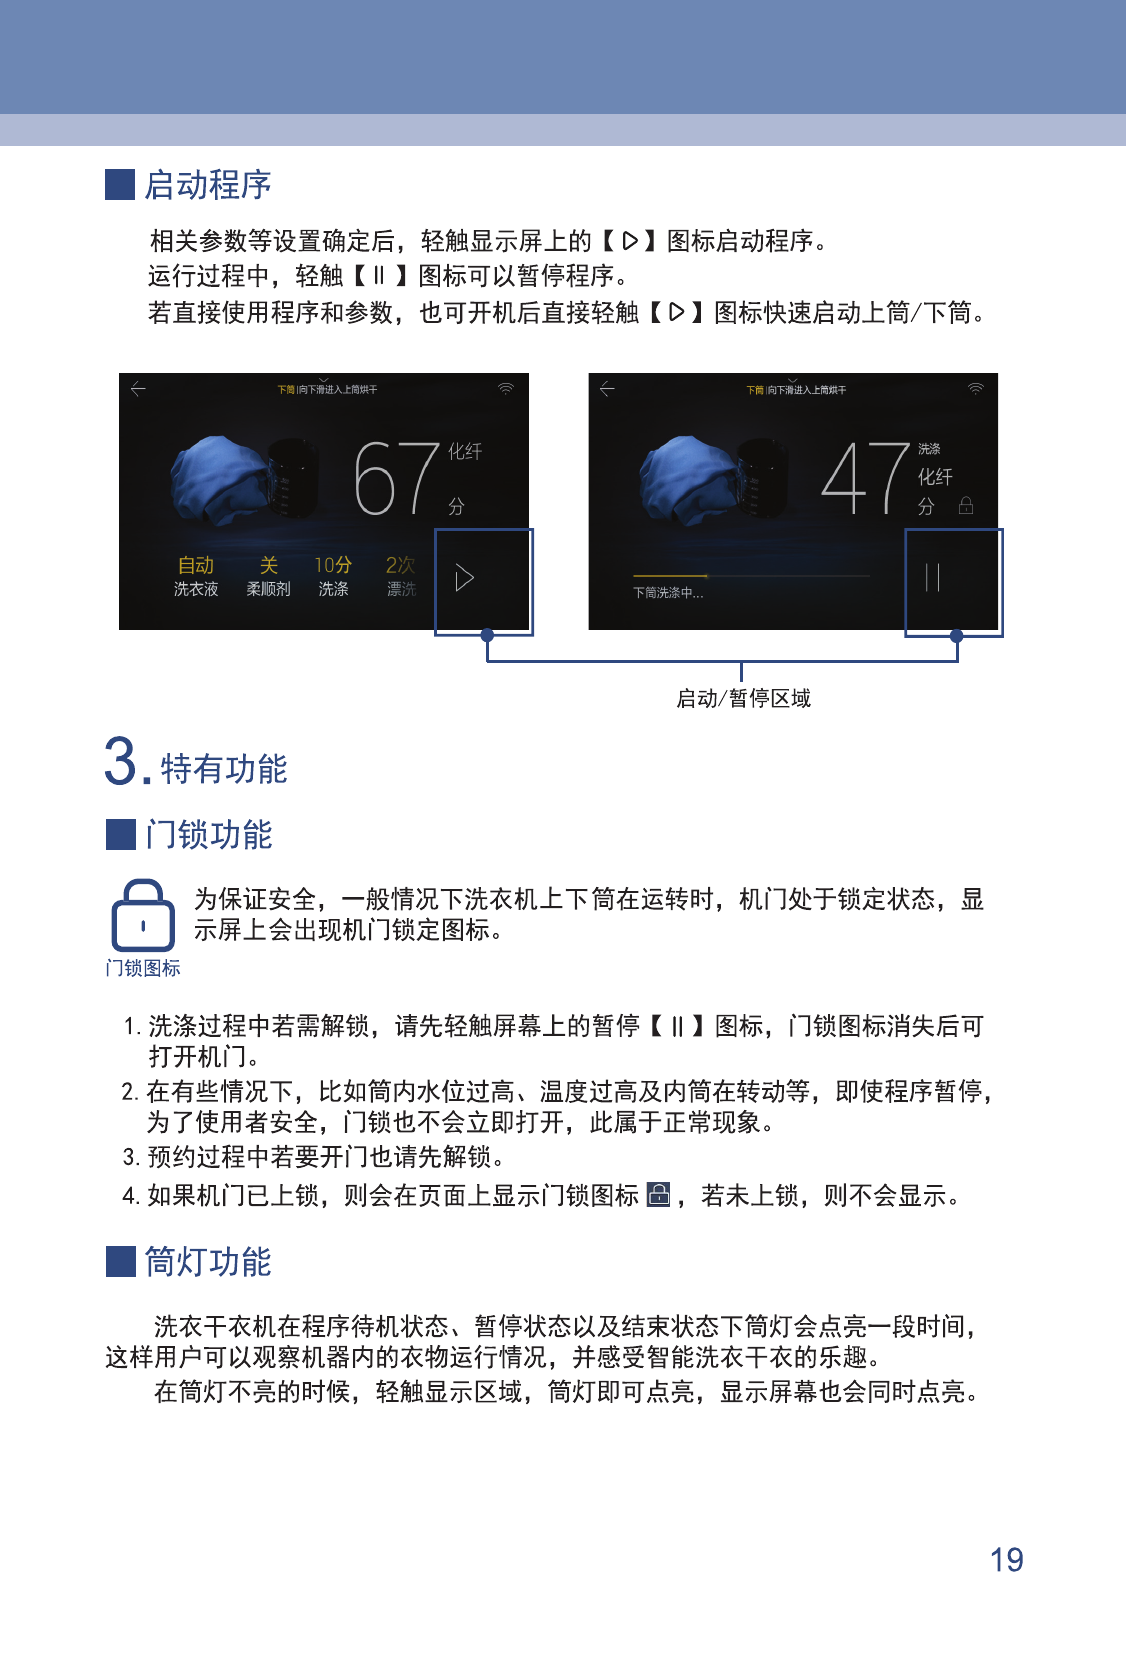 启动程序
相关参数等设置确定后，轻触显示屏上的【▷】图标启动程序。
运行过程中，轻触【||】图标可以暂停程序。
若直接使用程序和参数，也可开机后直接轻触【▷】图标快速启动上筒/下筒。
下筒|向下滑进入上筒烘干
67
化纤
分
自动 关 10分 2次
洗衣液 柔顺剂 洗涤 漂洗
下筒|向下滑进入上筒烘干
47
洗涤
化纤
分
下筒洗涤中...
启动/暂停区域
3.特有功能
门锁功能
为保证安全，一般情况下洗衣机上下筒在运转时，机门处于锁定状态，显
示屏上会出现机门锁定图标。
门锁图标
1.洗涤过程中若需解锁，请先轻触屏幕上的暂停【||】图标，门锁图标消失后可
打开机门。
2.在有些情况下，比如筒内水位过高、温度过高及内筒在转动等，即使程序暂停，
为了使用者安全，门锁也不会立即打开，此属于正常现象。
3.预约过程中若要开门也请先解锁。
4.如果机门已上锁，则会在页面上显示门锁图标，若未上锁，则不会显示。
筒灯功能
洗衣干衣机在程序待机状态、暂停状态以及结束状态下筒灯会点亮一段时间，
这样用户可以观察机器内的衣物运行情况，并感受智能洗衣干衣的乐趣。
在筒灯不亮的时候，轻触显示区域，筒灯即可点亮，显示屏幕也会同时点亮。
19